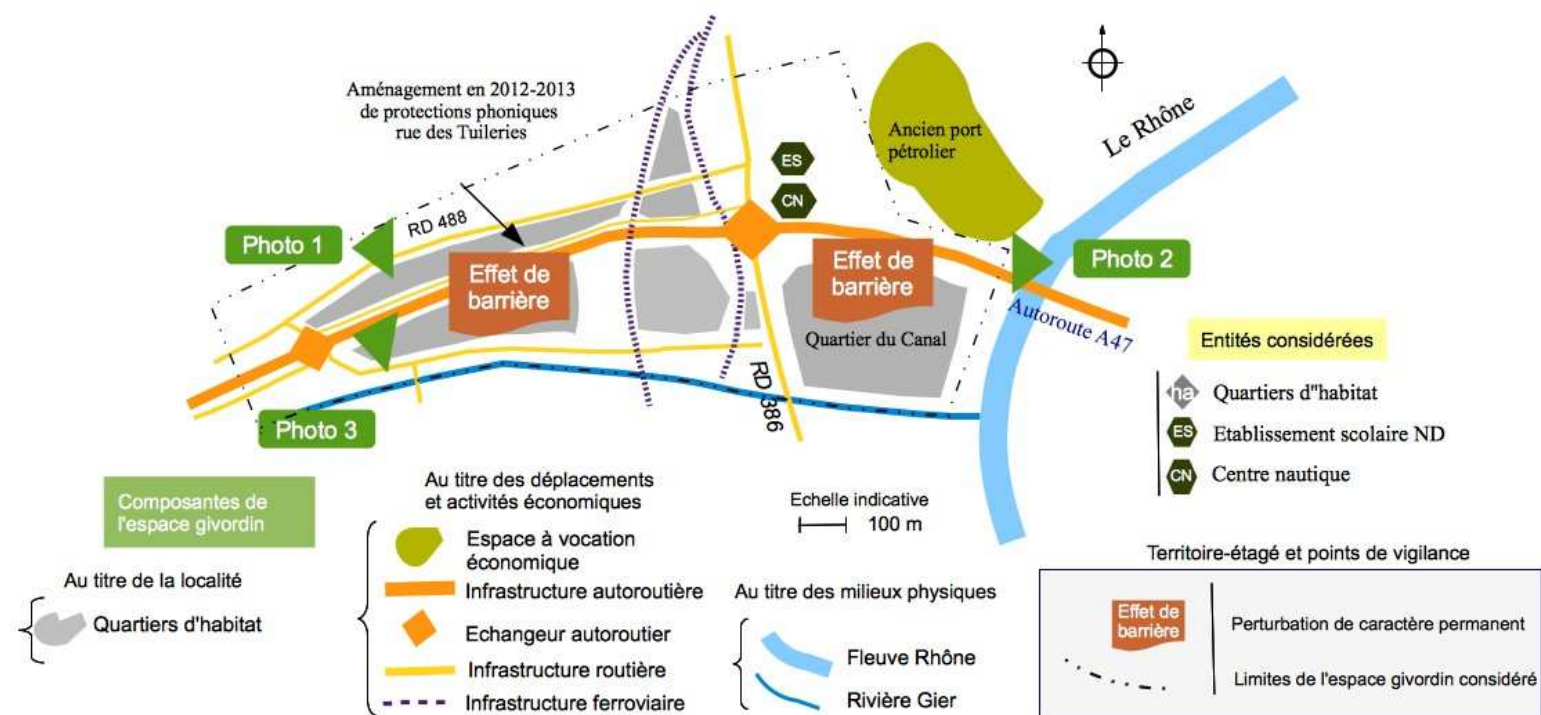 Aménagement en 2012-2013
de protections phoniques
rue des Tuileries
Ancien port
pétrolier
Le Rhône
ES
CN
RD 488
Photo 1
Effet de
barrière
Effet de
barrière
Photo 2
Autoroute A47
Quartier du Canal
RD 386
Photo 3
Entités considérées
ha
Quartiers d"habitat
ES
Etablissement scolaire ND
CN
Centre nautique
Composantes de
l'espace givordin
Au titre de la localité
Quartiers d'habitat
Au titre des déplacements
et activités économiques
Espace à vocation
économique
Infrastructure autoroutière
Echangeur autoroutier
Infrastructure routière
Infrastructure ferroviaire
Echelle indicative
100 m
Au titre des milieux physiques
Fleuve Rhône
Rivière Gier
Territoire-étagé et points de vigilance
Effet de
barrière
Perturbation de caractère permanent
Limites de l'espace givordin considéré